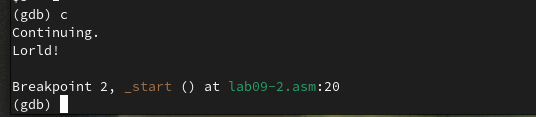 (gdb) c
Continuing.
Lorld!
Breakpoint 2, _start () at lab09-2.asm:20
(gdb)